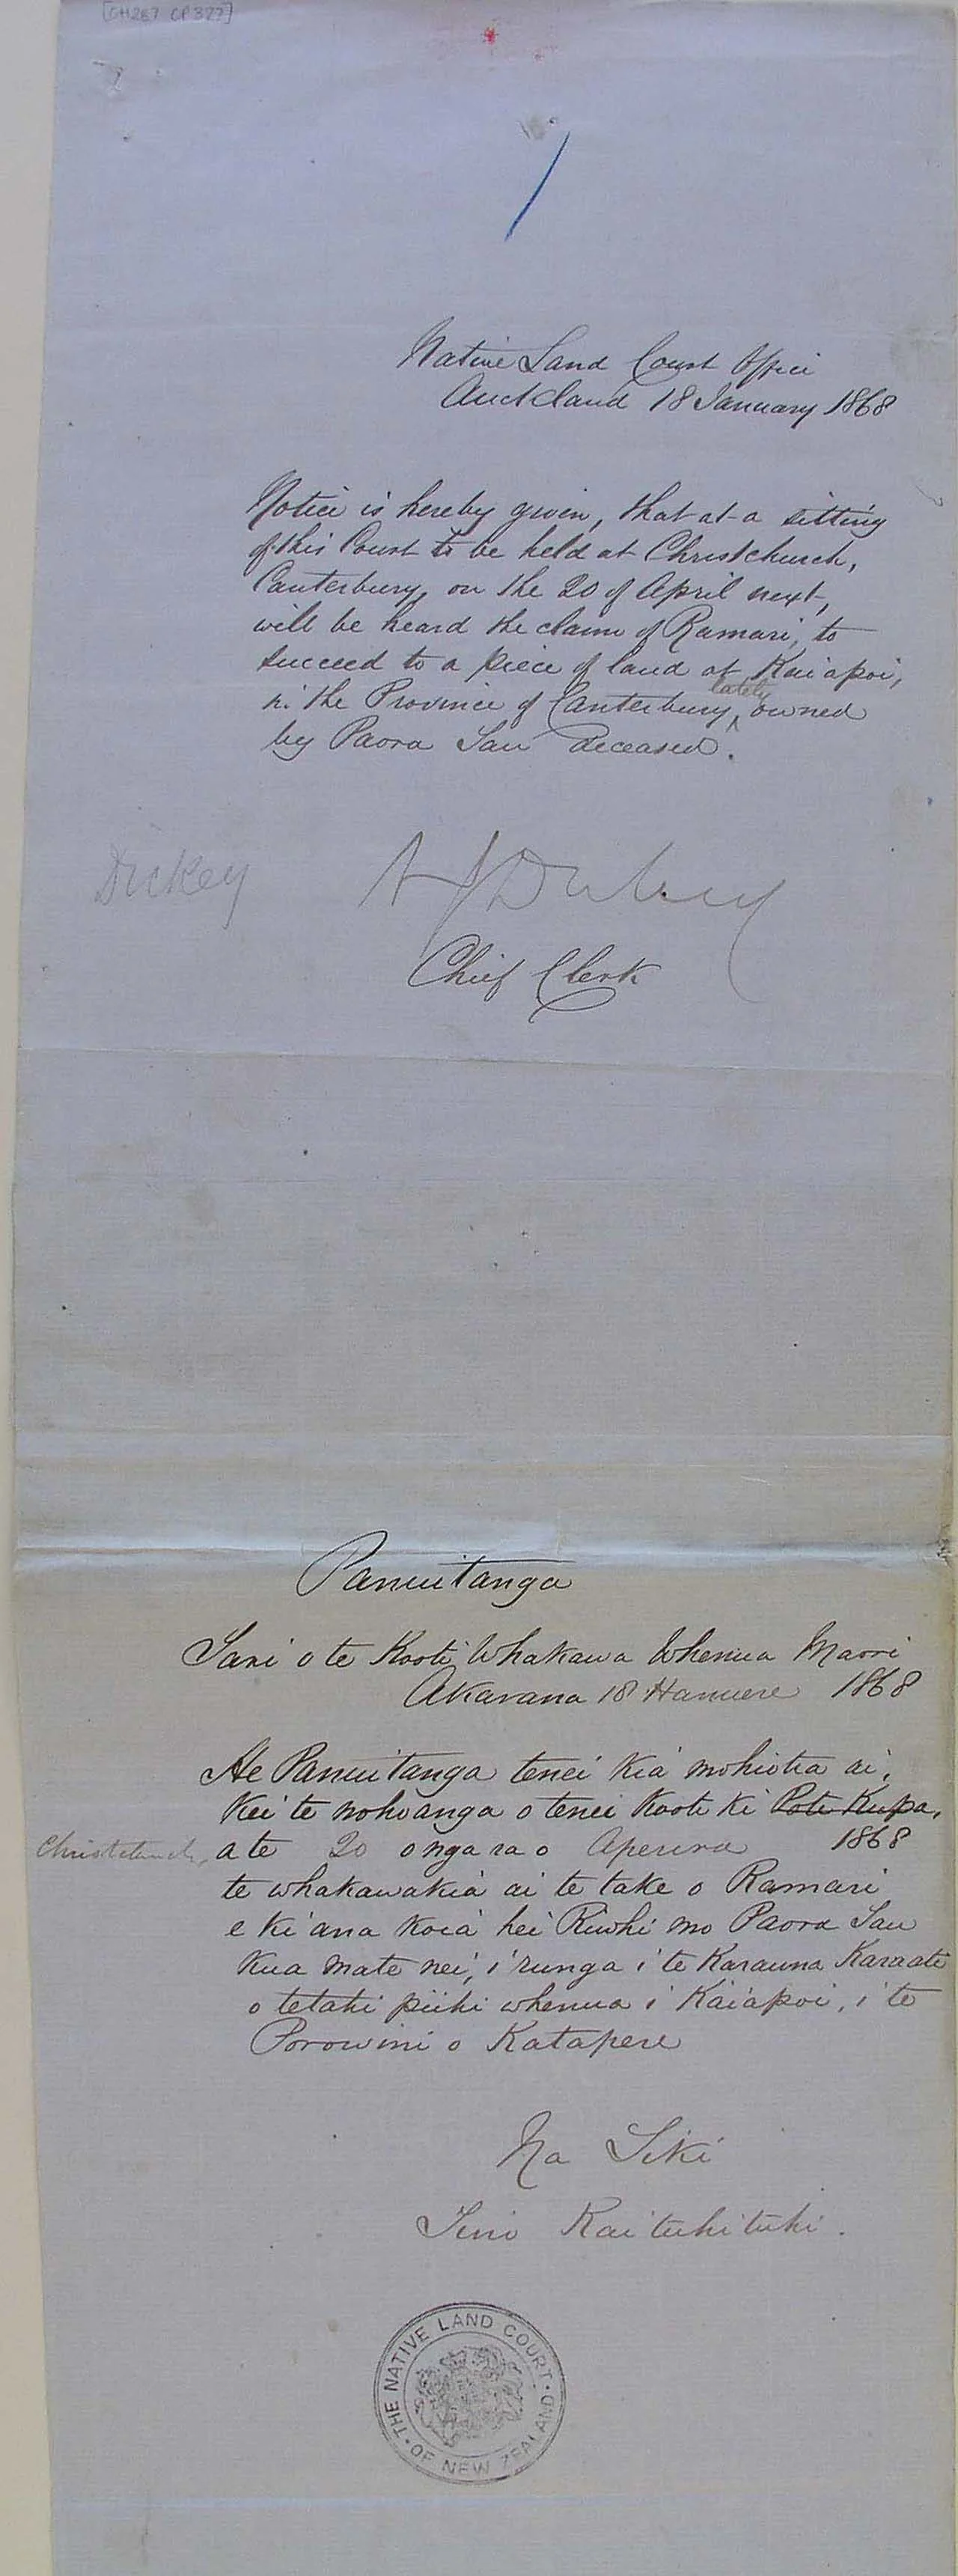 [CH287 CP327]
Native Land Court Office
Auckland 18 January 1868
Notice is hereby given, that at a sitting
of this Court to be held at Christchurch,
Canterbury, on the 20 of April next,
will be heard the claim of Ramari, to
succeed to a piece of land at Kaiapoi,
in the Province of Canterbury, lately owned
by Paora Tau deceased.
Dickey
A J Dickey
Chief Clerk
Panuitanga
Tari o te Kooti Whakawa Whenua Maori
Akarana 18 Hanuere 1868
He Panuitanga tenei kia mohiotia ai,
Kei te nohoanga o tenei Kooti ki Poti Kupa,
Christchurch, a te 20 o nga ra o Aperira 1868
te whakawakia ai te take o Ramari
e ki ana koia hei Riwhi mo Paora Tau
kua mate nei, i runga i te Karauna Karaati
o tetahi piihi whenua i Kaiapoi, i te
Porowini o Katapere
Na Tiki
Tino Kaituhituhi.
THE NATIVE LAND COURT · OF NEW ZEALAND ·